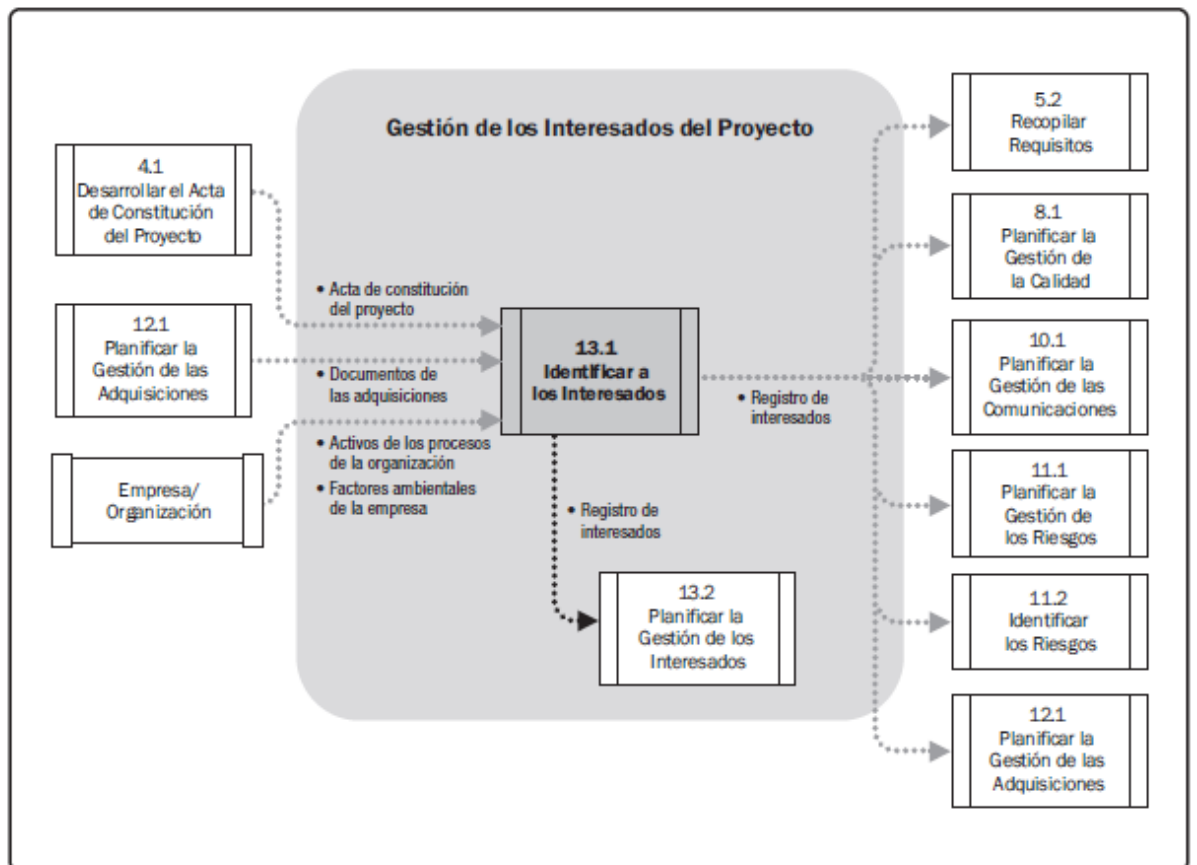 Gestión de los Interesados del Proyecto
4.1
Desarrollar el Acta
de Constitución
del Proyecto
12.1
Planificar la
Gestión de las
Adquisiciones
Empresa/
Organización
• Acta de constitución
del proyecto
• Documentos de
las adquisiciones
• Activos de los procesos
de la organización
• Factores ambientales
de la empresa
13.1
Identificar a
los Interesados
• Registro de
interesados
• Registro de
interesados
13.2
Planificar la
Gestión de los
Interesados
5.2
Recopilar
Requisitos
8.1
Planificar la
Gestión de
la Calidad
10.1
Planificar la
Gestión de las
Comunicaciones
11.1
Planificar la
Gestión de
los Riesgos
11.2
Identificar
los Riesgos
12.1
Planificar la
Gestión de las
Adquisiciones